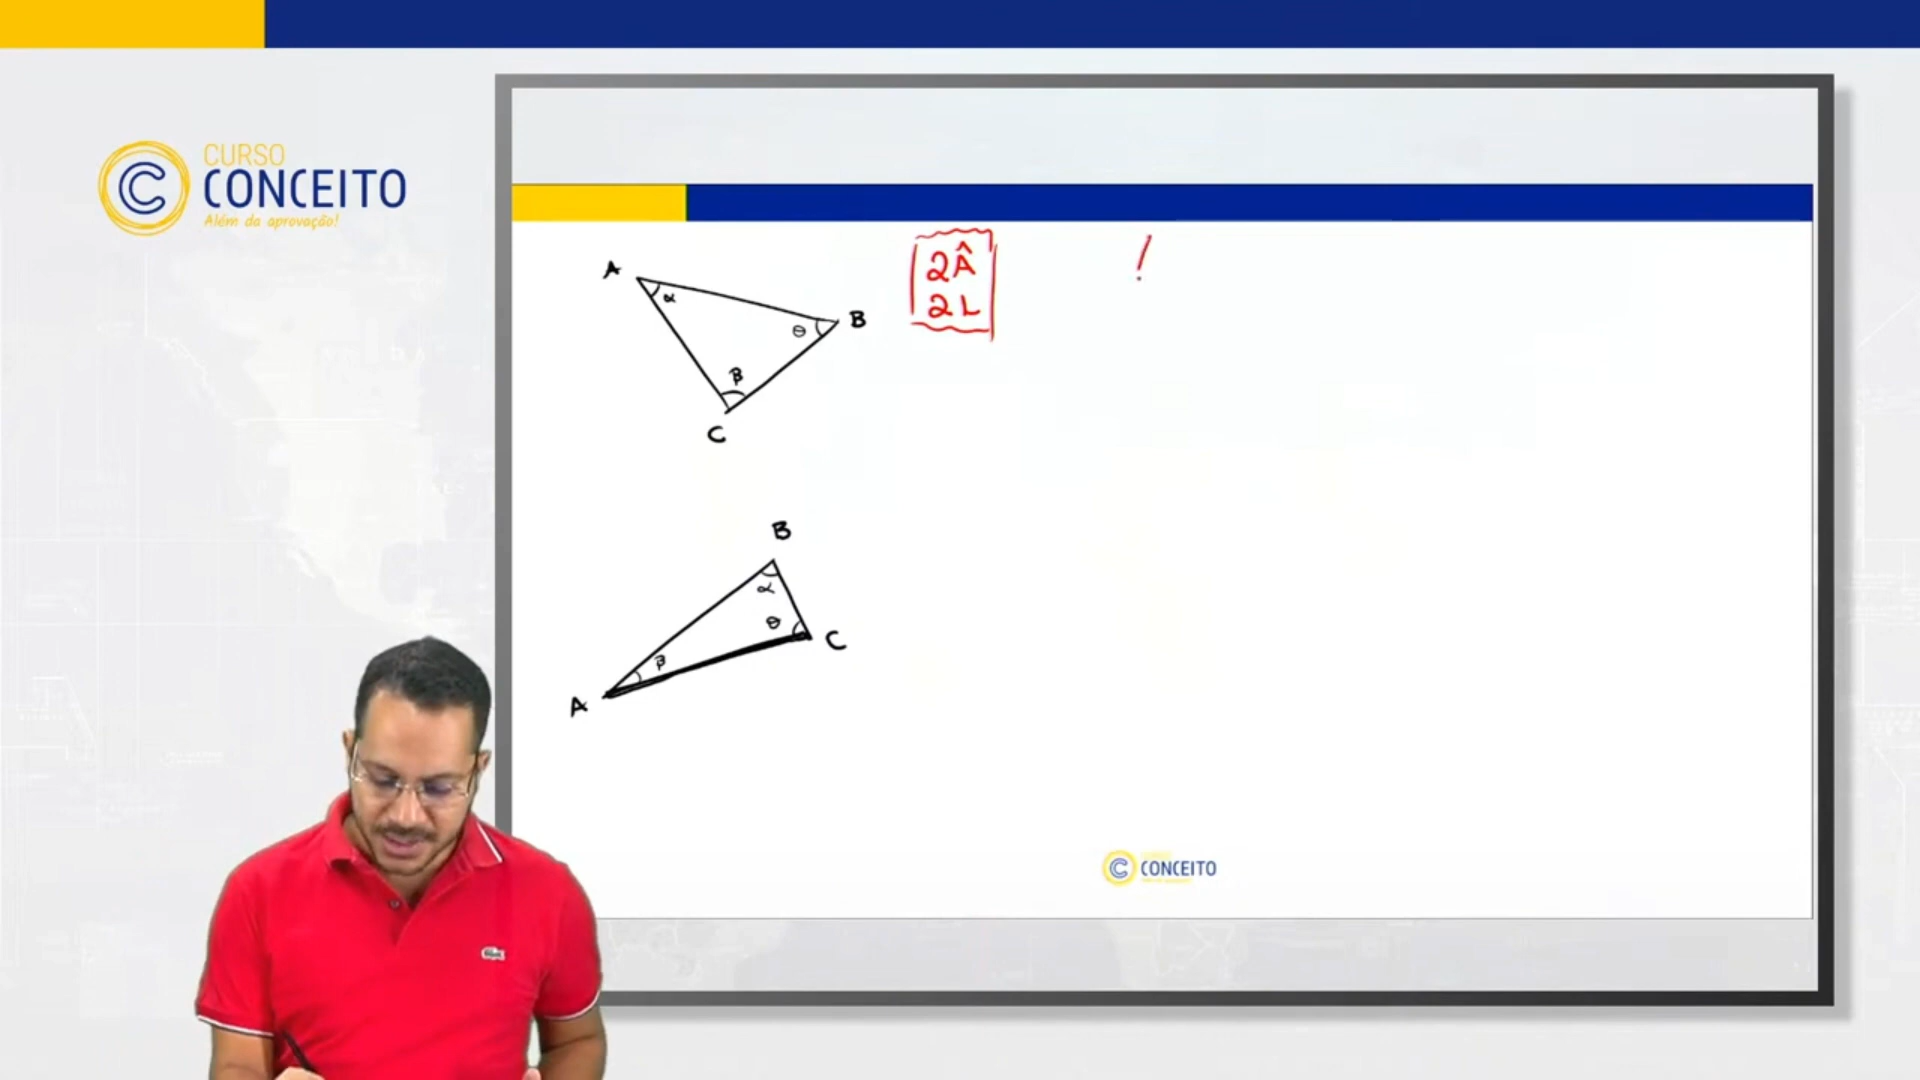 CURSO
CONCEITO
Além da aprovação!
A
α
θ
B
β
C
2Â
2L
B
α
θ
C
β
A
CONCEITO